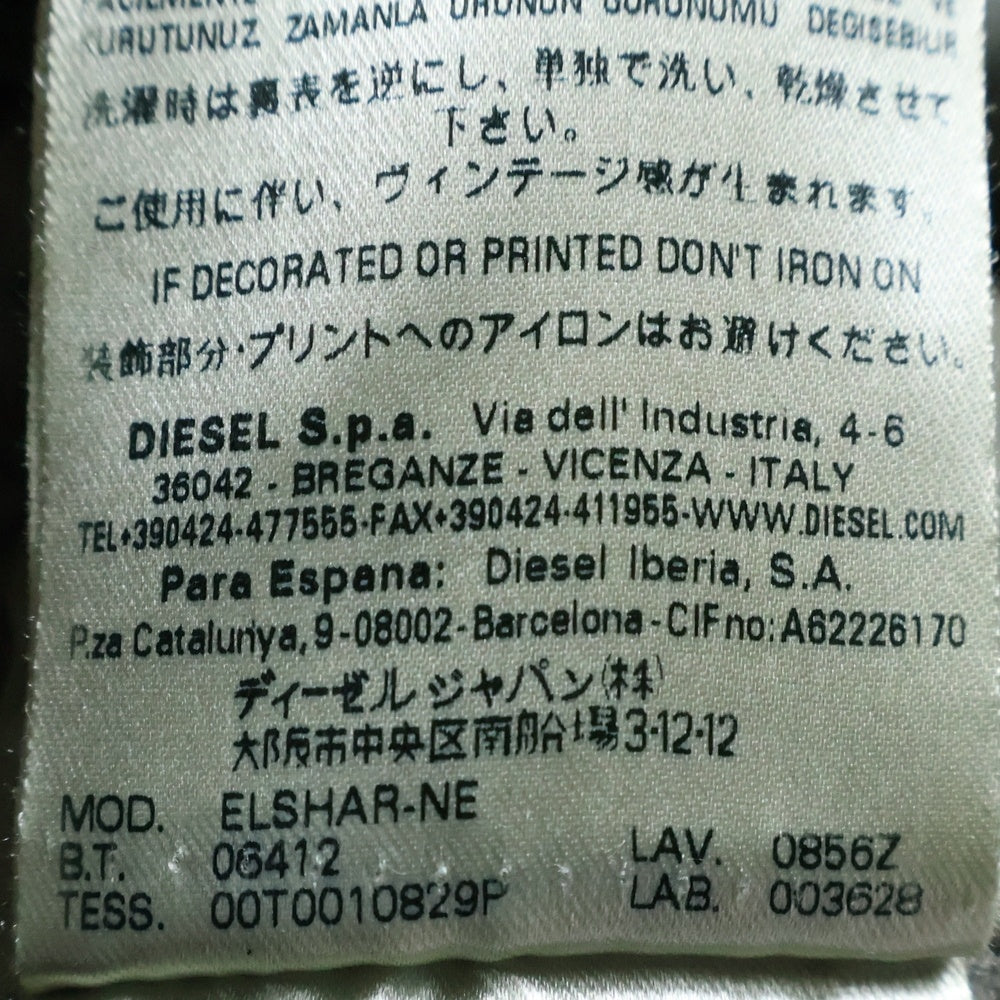 KURUTUNUZ ZAMANLA ÜRÜNÜN GÖRÜNÜMÜ DEGISEBILIR
洗濯時は裏表を逆にし、単独で洗い、乾燥させて
下さい。
ご使用に伴い、ヴィンテージ感が生まれます。
IF DECORATED OR PRINTED DON'T IRON ON
装飾部分・プリントへのアイロンはお避けください。
DIESEL S.p.a. Via dell' Industria, 4-6
36042 - BREGANZE - VICENZA - ITALY
TEL+390424-477555-FAX+390424-411955-WWW.DIESEL.COM
Para Espana: Diesel Iberia, S.A.
P.za Catalunya, 9-08002-Barcelona-CIF no: A62226170
ディーゼルジャパン(株)
大阪市中央区南船場3-12-12
MOD. ELSHAR-NE
B.T. 06412 LAV. 0856Z
TESS. 00T0010829P LAB. 003628